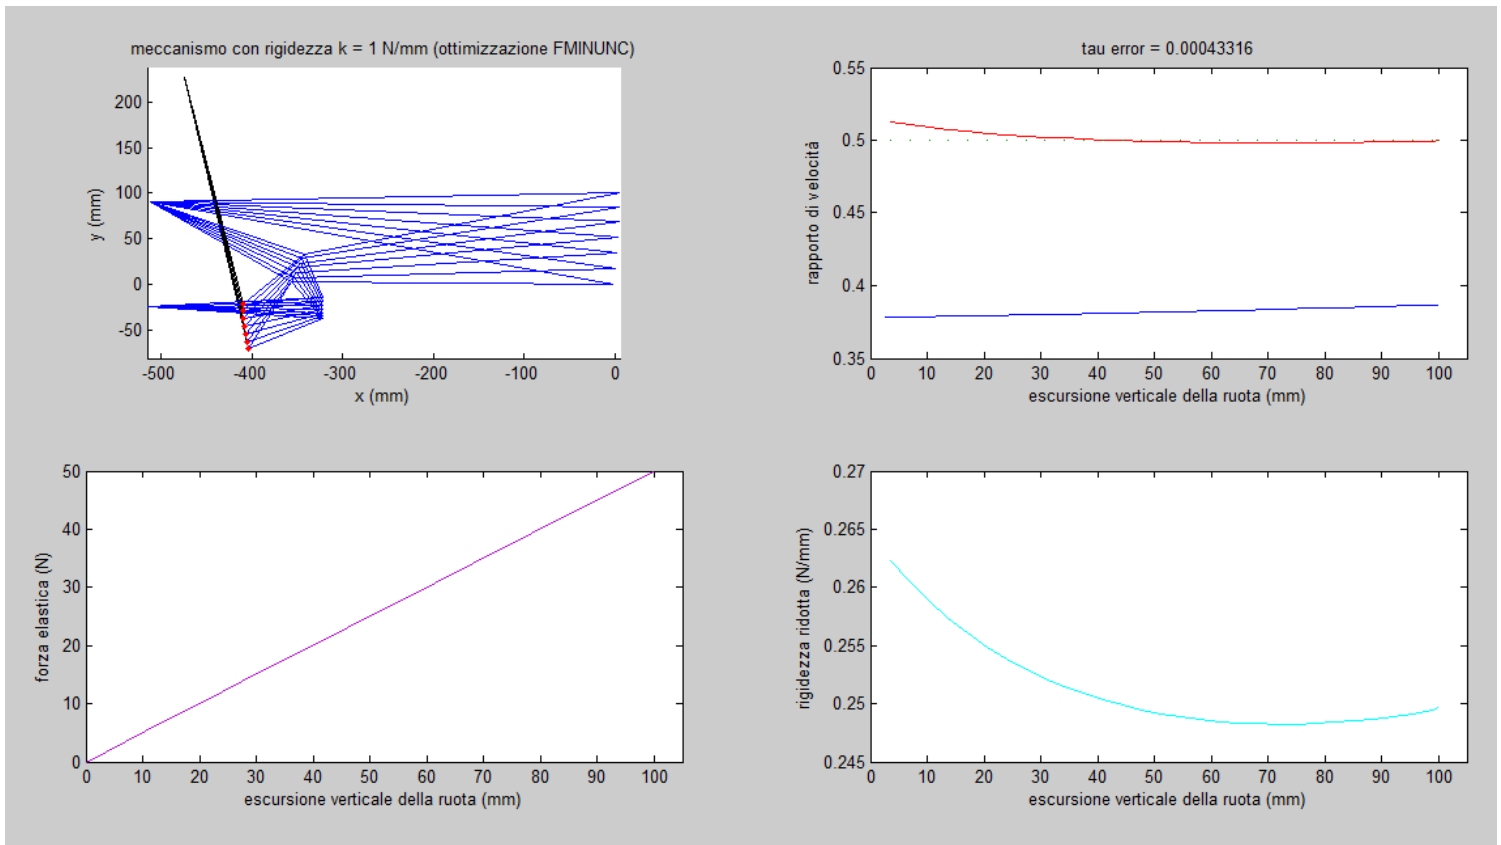 meccanismo con rigidezza k = 1 N/mm (ottimizzazione FMINUNC)
200
150
100
50
0
-50
y (mm)
-500 -400 -300 -200 -100 0
x (mm)
tau error = 0.00043316
0.55
0.5
0.45
0.4
0.35
rapporto di velocità
0 10 20 30 40 50 60 70 80 90 100
escursione verticale della ruota (mm)
50
40
30
20
10
0
forza elastica (N)
0 10 20 30 40 50 60 70 80 90 100
escursione verticale della ruota (mm)
0.27
0.265
0.26
0.255
0.25
0.245
rigidezza ridotta (N/mm)
0 10 20 30 40 50 60 70 80 90 100
escursione verticale della ruota (mm)